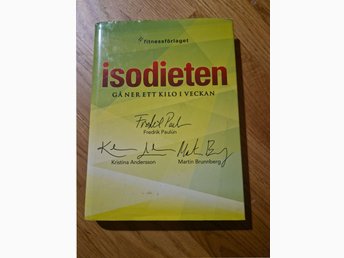 fitnessförlaget
isodieten
GÅ NER ETT KILO I VECKAN
Fredrik Paulún
Kristina Andersson
Martin Brunnberg